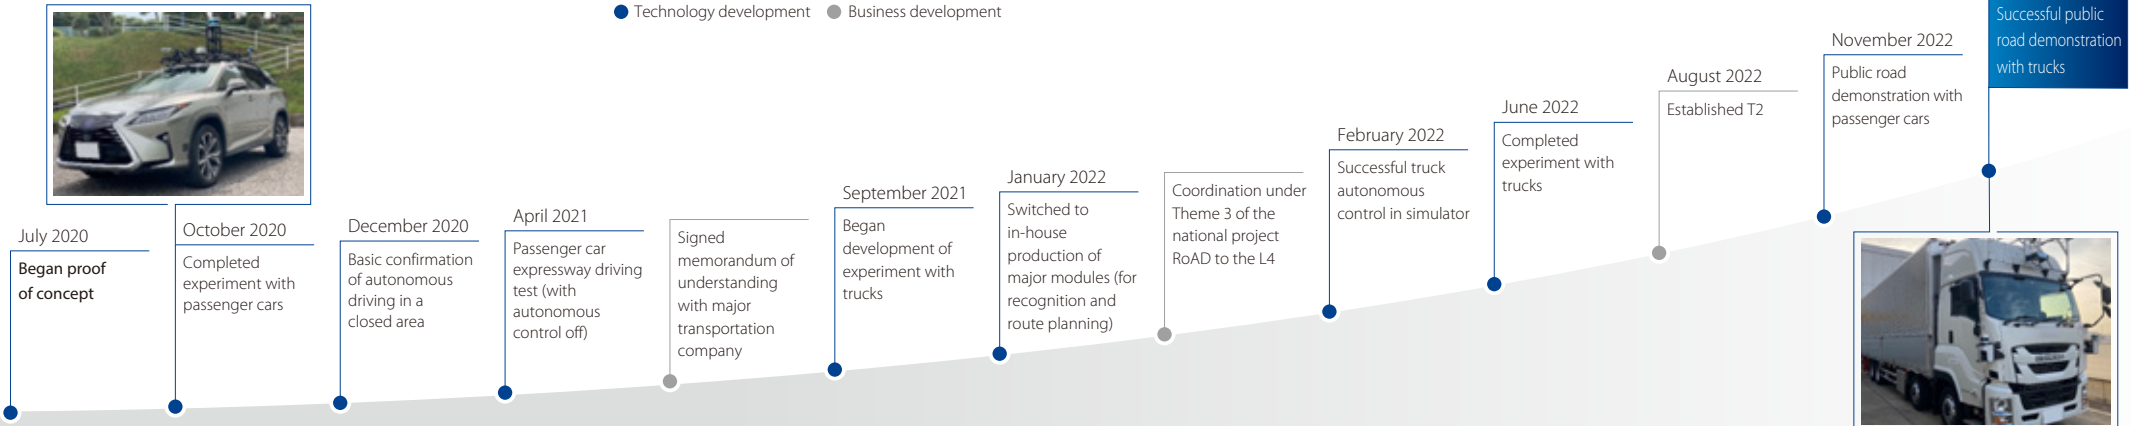 Technology development
Business development
July 2020
Began proof
of concept
October 2020
Completed
experiment with
passenger cars
December 2020
Basic confirmation
of autonomous
driving in a
closed area
April 2021
Passenger car
expressway driving
test (with
autonomous
control off)
Signed
memorandum of
understanding
with major
transportation
company
September 2021
Began
development of
experiment with
trucks
January 2022
Switched to
in-house
production of
major modules (for
recognition and
route planning)
Coordination under
Theme 3 of the
national project
RoAD to the L4
February 2022
Successful truck
autonomous
control in simulator
June 2022
Completed
experiment with
trucks
August 2022
Established T2
November 2022
Public road
demonstration with
passenger cars
Successful public
road demonstration
with trucks